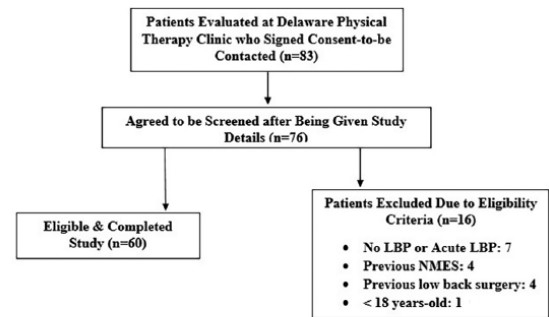 Patients Evaluated at Delaware Physical
Therapy Clinic who Signed Consent-to-be
Contacted (n=83)
Agreed to be Screened after Being Given Study
Details (n=76)
Eligible & Completed
Study (n=60)
Patients Excluded Due to Eligibility
Criteria (n=16)
• No LBP or Acute LBP: 7
• Previous NMES: 4
• Previous low back surgery: 4
• < 18 years-old: 1